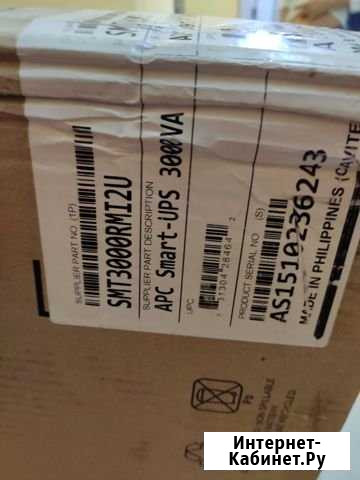 SUPPLIER PART NO (1P)
SMT3000RMI2U
SUPPLIER PART DESCRIPTION
APC Smart-UPS 3000VA
UPC
PRODUCT SERIAL NO (S)
AS1510236243
MADE IN PHILIPPINES (CAVITE
Pb
Интернет-
Кабинет.Ру